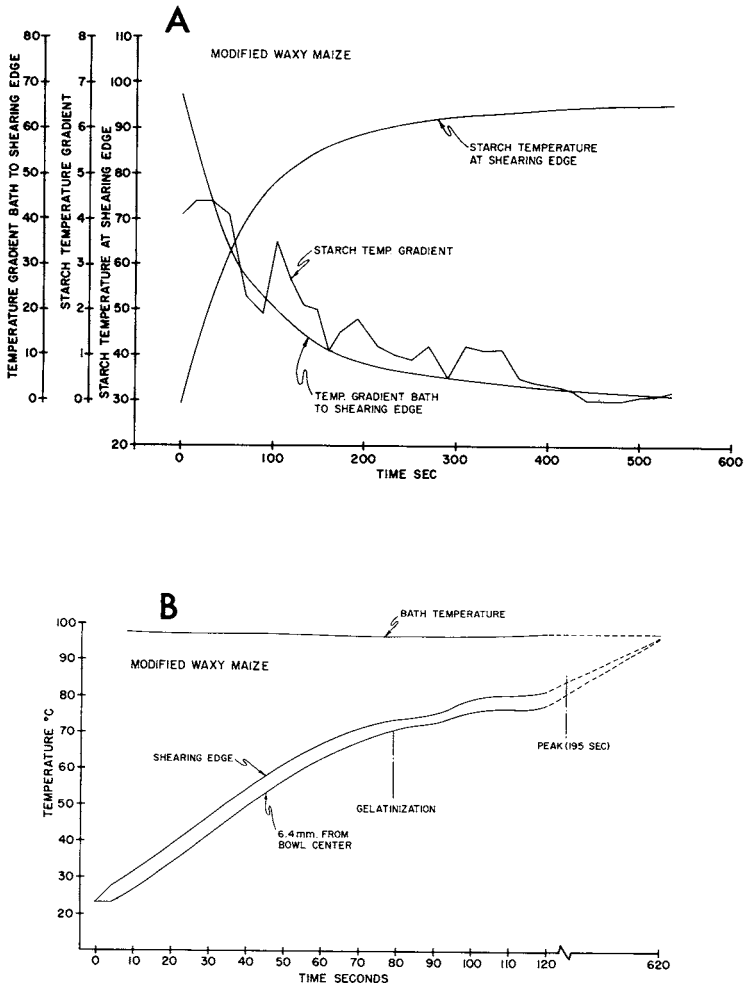 A
MODIFIED WAXY MAIZE
TEMPERATURE GRADIENT BATH TO SHEARING EDGE
80
70
60
50
40
30
20
10
0
STARCH TEMPERATURE GRADIENT
8
7
6
5
4
3
2
1
0
STARCH TEMPERATURE AT SHEARING EDGE
110
100
90
80
70
60
50
40
30
20
STARCH TEMPERATURE
AT SHEARING EDGE
STARCH TEMP. GRADIENT
TEMP. GRADIENT BATH
TO SHEARING EDGE
0 100 200 300 400 500 600
TIME SEC
B
BATH TEMPERATURE
MODIFIED WAXY MAIZE
TEMPERATURE °C
100
90
80
70
60
50
40
30
20
SHEARING EDGE
PEAK (195 SEC)
GELATINIZATION
6.4mm. FROM
BOWL CENTER
0 10 20 30 40 50 60 70 80 90 100 110 120 620
TIME SECONDS